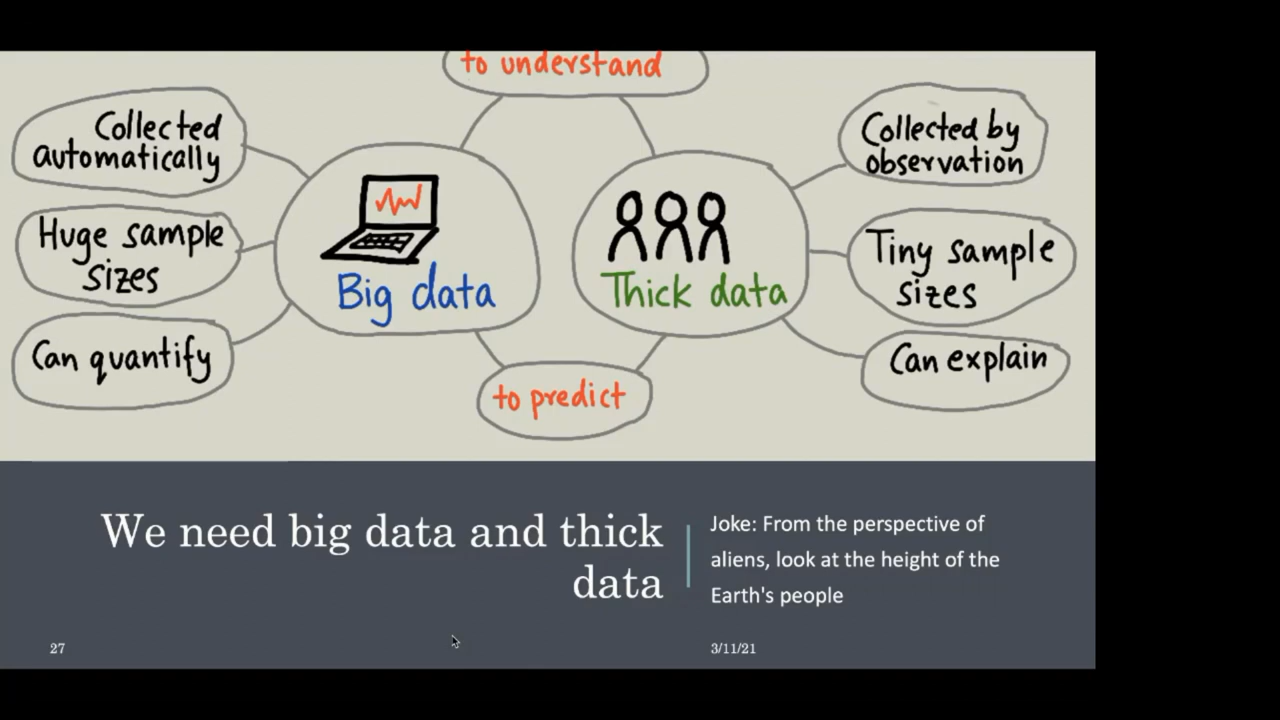 to understand
Collected
automatically
Huge sample
sizes
Can quantify
Big data
Thick data
to predict
Collected by
observation
Tiny sample
sizes
Can explain
We need big data and thick
data
Joke: From the perspective of
aliens, look at the height of the
Earth's people
27
3/11/21